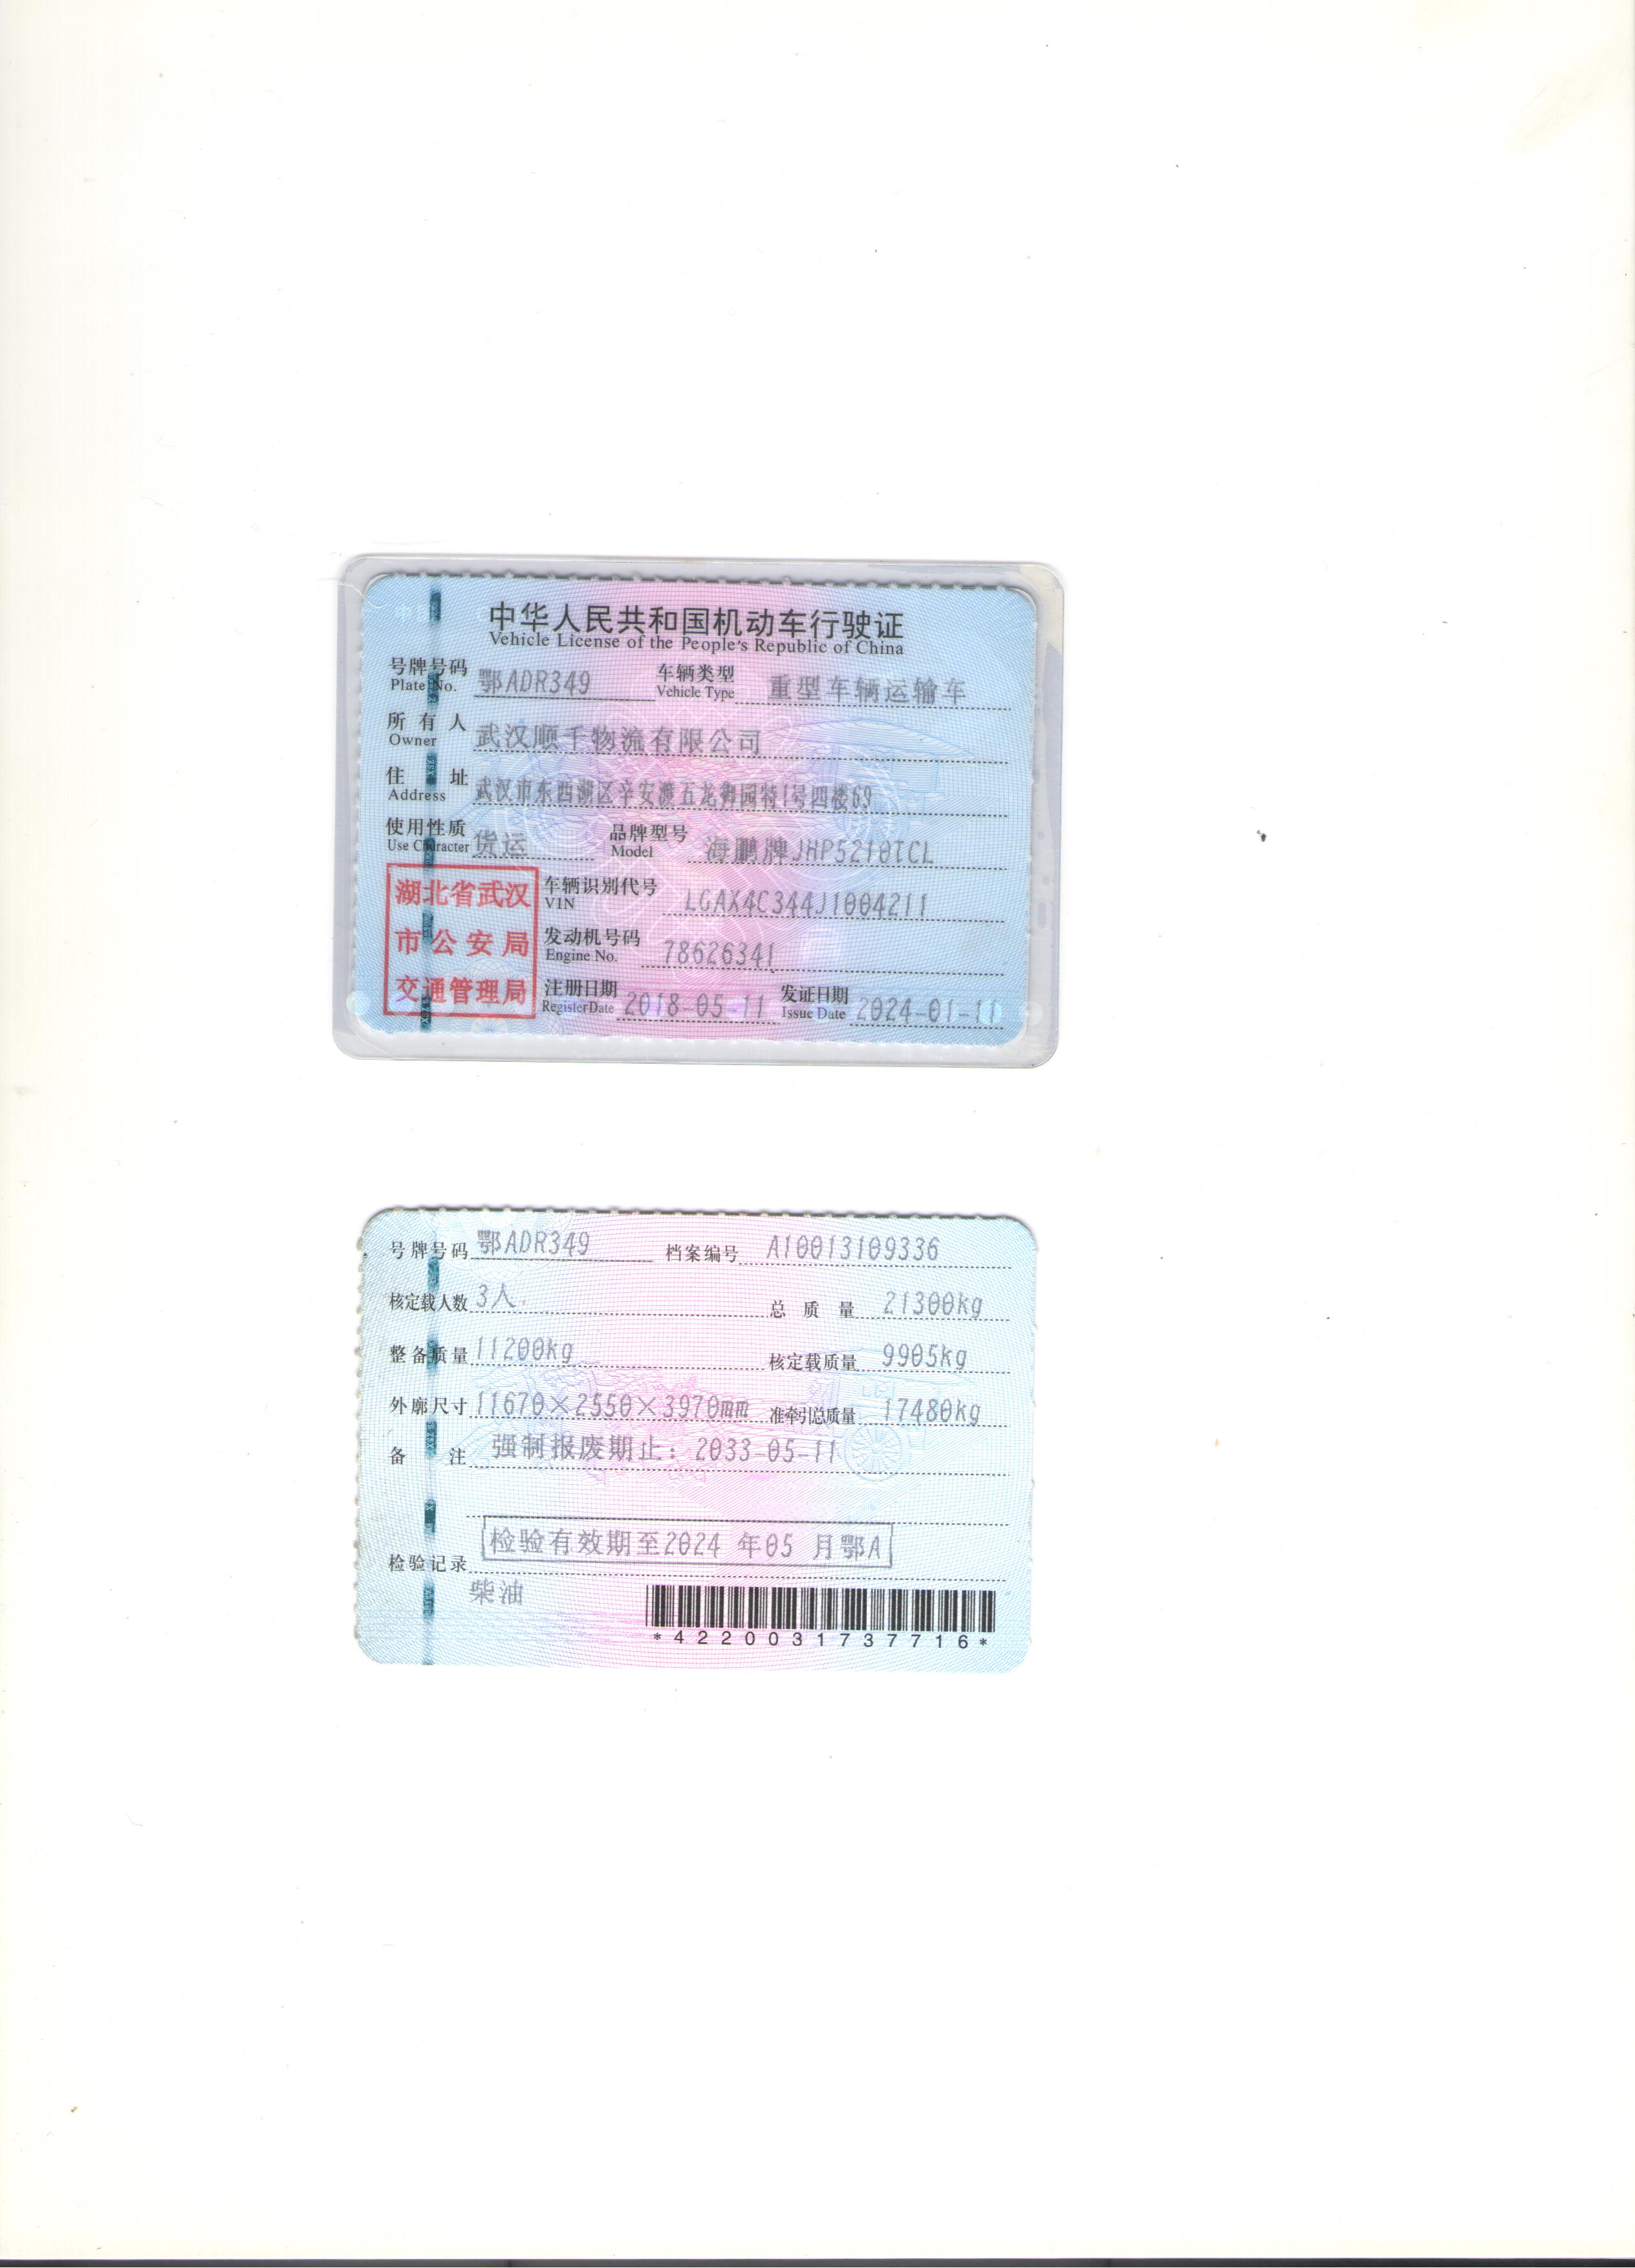 中华人民共和国机动车行驶证
Vehicle License of the People's Republic of China
号牌号码 鄂ADR349 车辆类型 重型车辆运输车
Plate No. Vehicle Type
所有人 武汉顺千物流有限公司
Owner
住址 武汉市东西湖区辛安渡五龙御园特1号四楼69
Address
使用性质 货运 品牌型号 海鹏牌JHP5210TCL
Use Character Model
湖北省武汉
市公安局
交通管理局
车辆识别代号 LGAX4C344J1004211
VIN
发动机号码 78626341
Engine No.
注册日期 2018-05-11 发证日期 2024-01-11
Register Date Issue Date
号牌号码 鄂ADR349 档案编号 A10013109336
核定载人数 3人 总质量 21300kg
整备质量 11200kg 核定载质量 9905kg
外廓尺寸 11670×2550×3970mm 准牵引总质量 17480kg
备注 强制报废期止：2033-05-11
检验记录 检验有效期至2024 年05 月鄂A
柴油
*4220031737716*